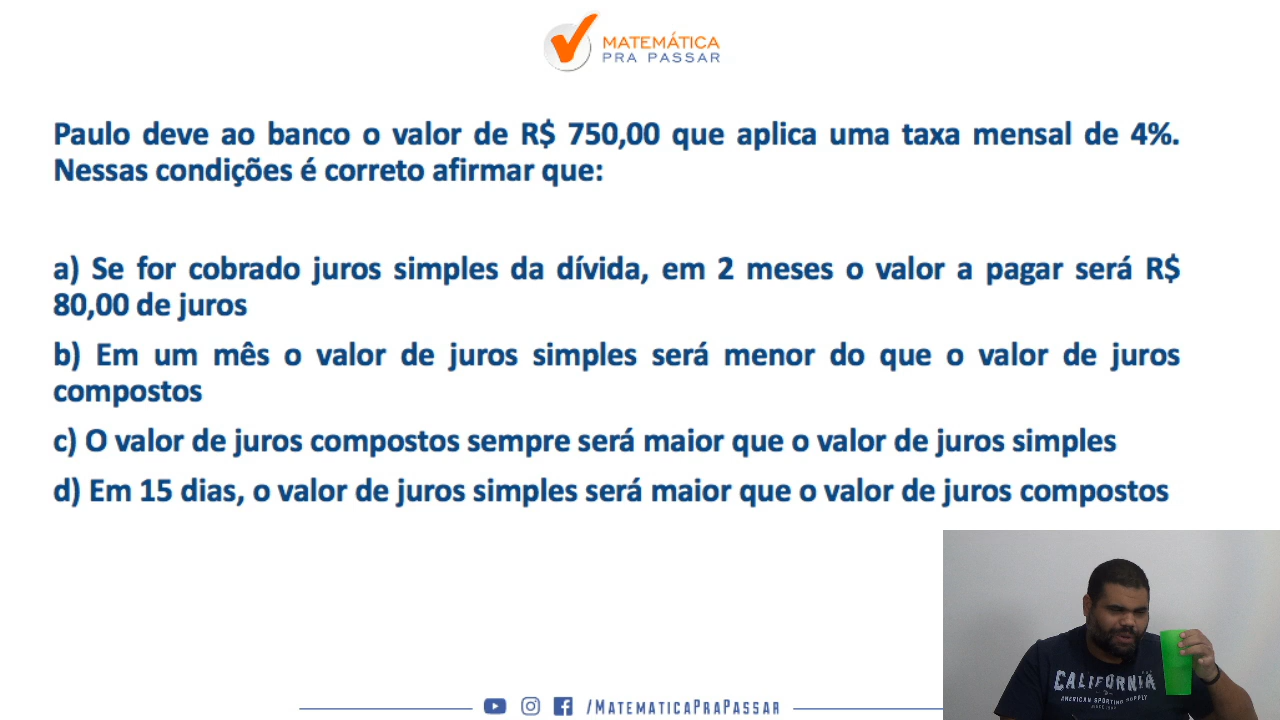 MATEMÁTICA
PRA PASSAR
Paulo deve ao banco o valor de R$ 750,00 que aplica uma taxa mensal de 4%.
Nessas condições é correto afirmar que:
a) Se for cobrado juros simples da dívida, em 2 meses o valor a pagar será R$
80,00 de juros
b) Em um mês o valor de juros simples será menor do que o valor de juros
compostos
c) O valor de juros compostos sempre será maior que o valor de juros simples
d) Em 15 dias, o valor de juros simples será maior que o valor de juros compostos
CALIFORNIA
AMERICAN SPORTING SUPPLY
/MATEMATICAPRAPASSAR